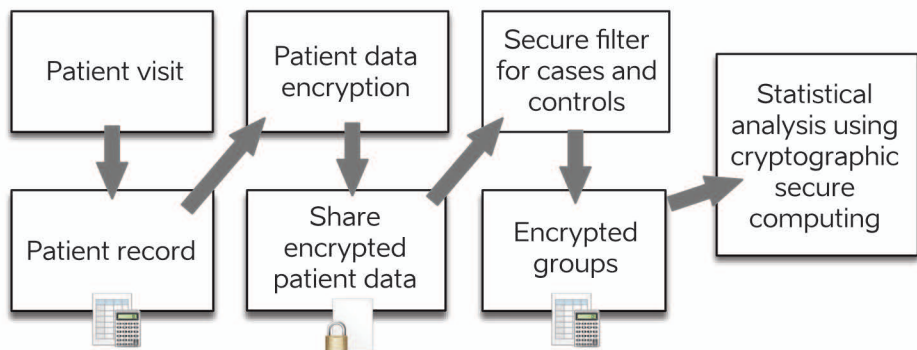 Patient visit
Patient record
Patient data
encryption
Share
encrypted
patient data
Secure filter
for cases and
controls
Encrypted
groups
Statistical
analysis using
cryptographic
secure
computing